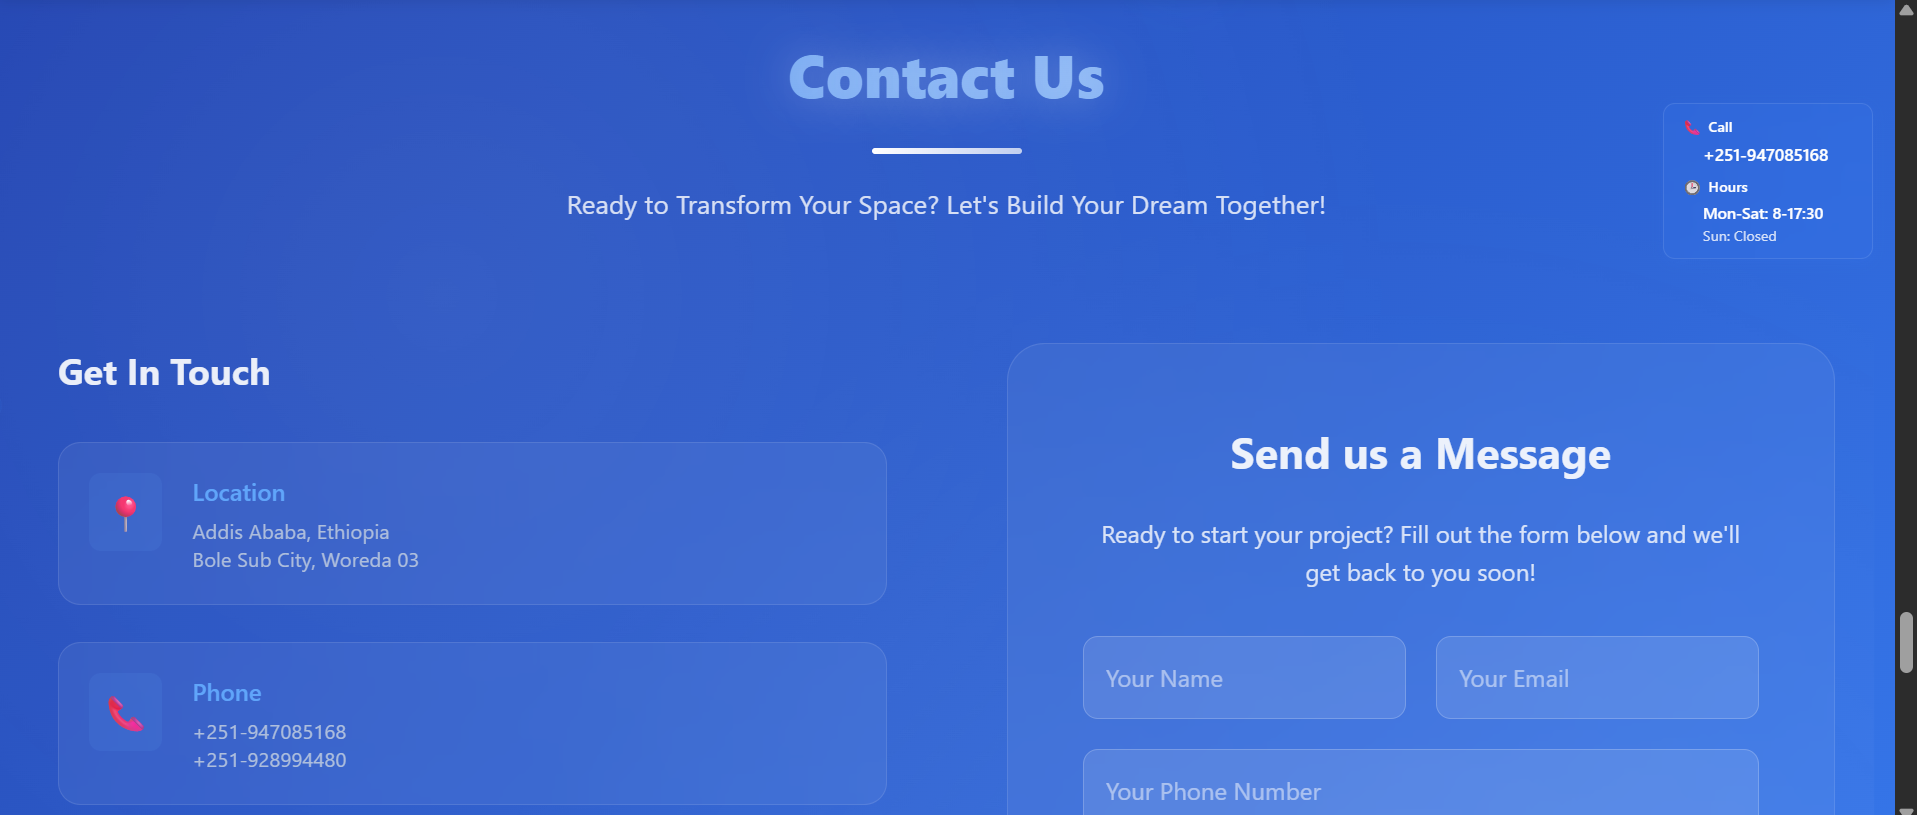 Contact Us
Ready to Transform Your Space? Let's Build Your Dream Together!
Call
+251-947085168
Hours
Mon-Sat: 8-17:30
Sun: Closed
Get In Touch
Location
Addis Ababa, Ethiopia
Bole Sub City, Woreda 03
Phone
+251-947085168
+251-928994480
Send us a Message
Ready to start your project? Fill out the form below and we'll
get back to you soon!
Your Name
Your Email
Your Phone Number